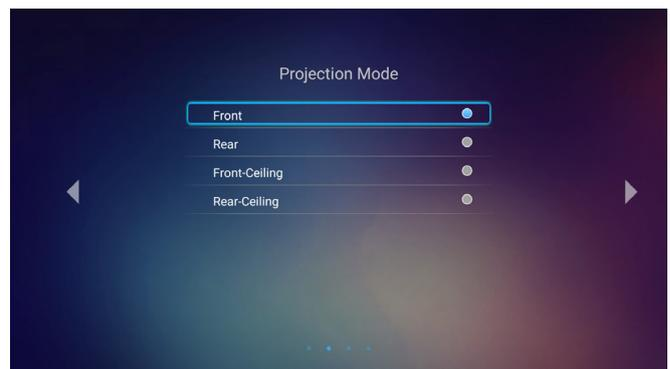 Projection Mode
Front
Rear
Front-Ceiling
Rear-Ceiling